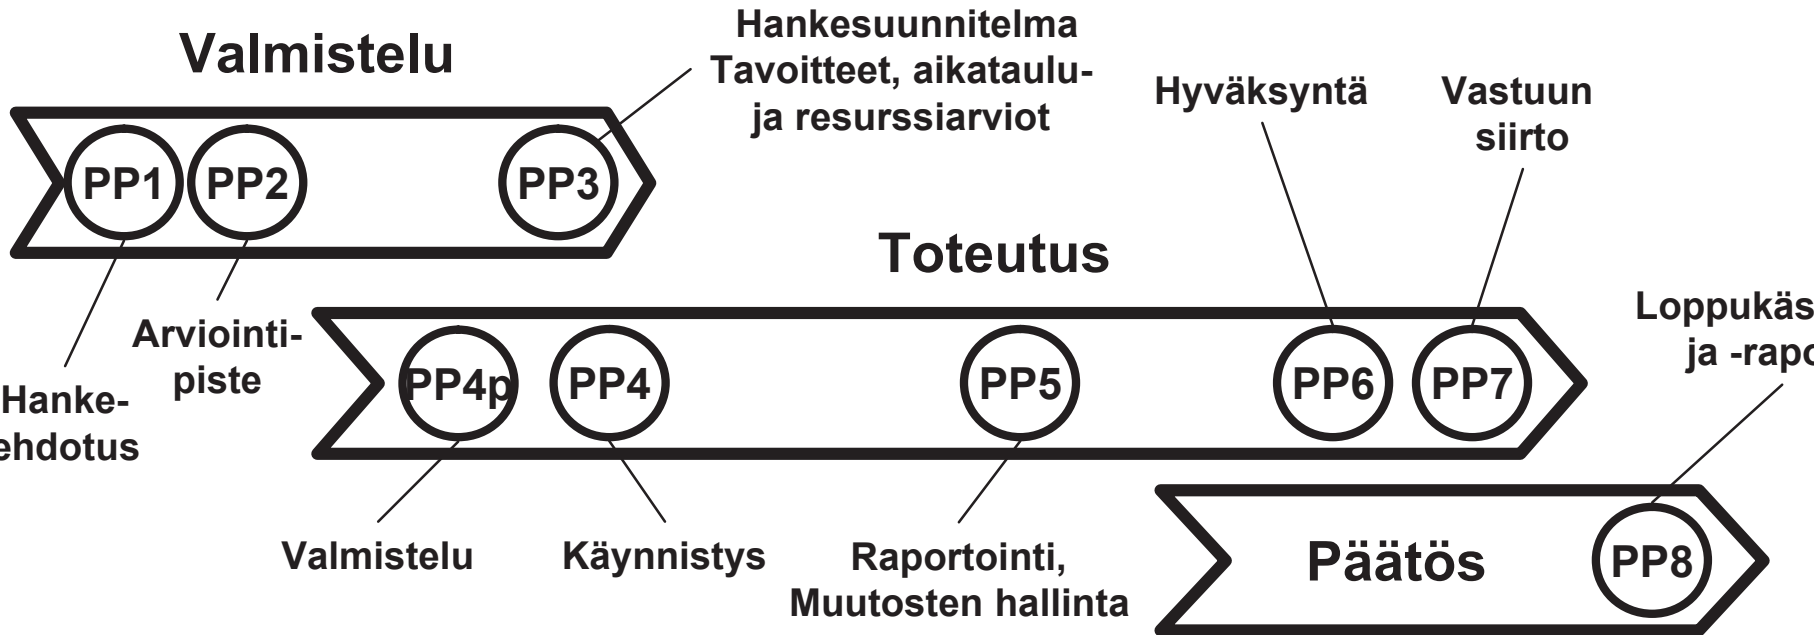 Valmistelu
Hankesuunnitelma
Tavoitteet, aikataulu-
ja resurssiarviot
Hyväksyntä
Vastuun
siirto
PP1
PP2
PP3
Toteutus
Arviointi-
piste
Hanke-
ehdotus
PP4p
PP4
PP5
PP6
PP7
Valmistelu
Käynnistys
Raportointi,
Muutosten hallinta
Päätös
PP8
ja